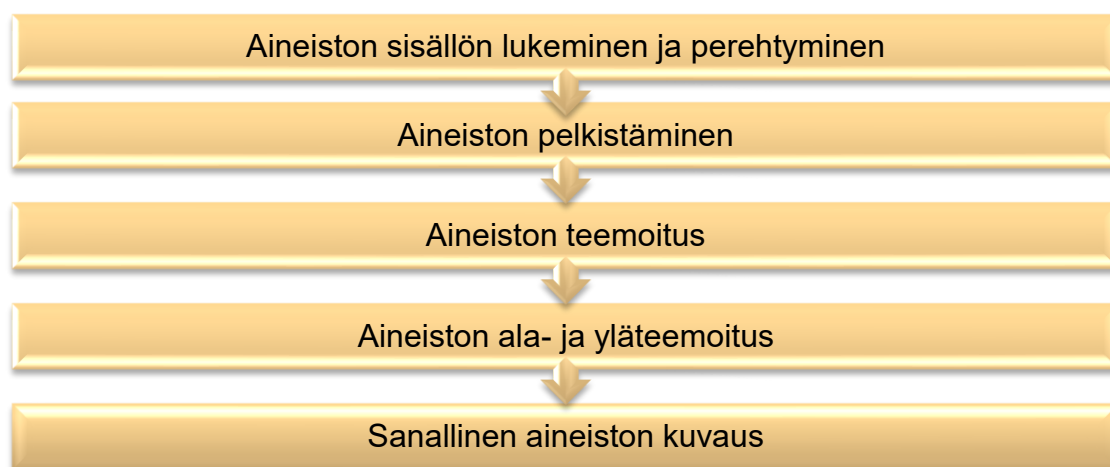 Aineiston sisällön lukeminen ja perehtyminen
Aineiston pelkistäminen
Aineiston teemoitus
Aineiston ala- ja yläteemoitus
Sanallinen aineiston kuvaus